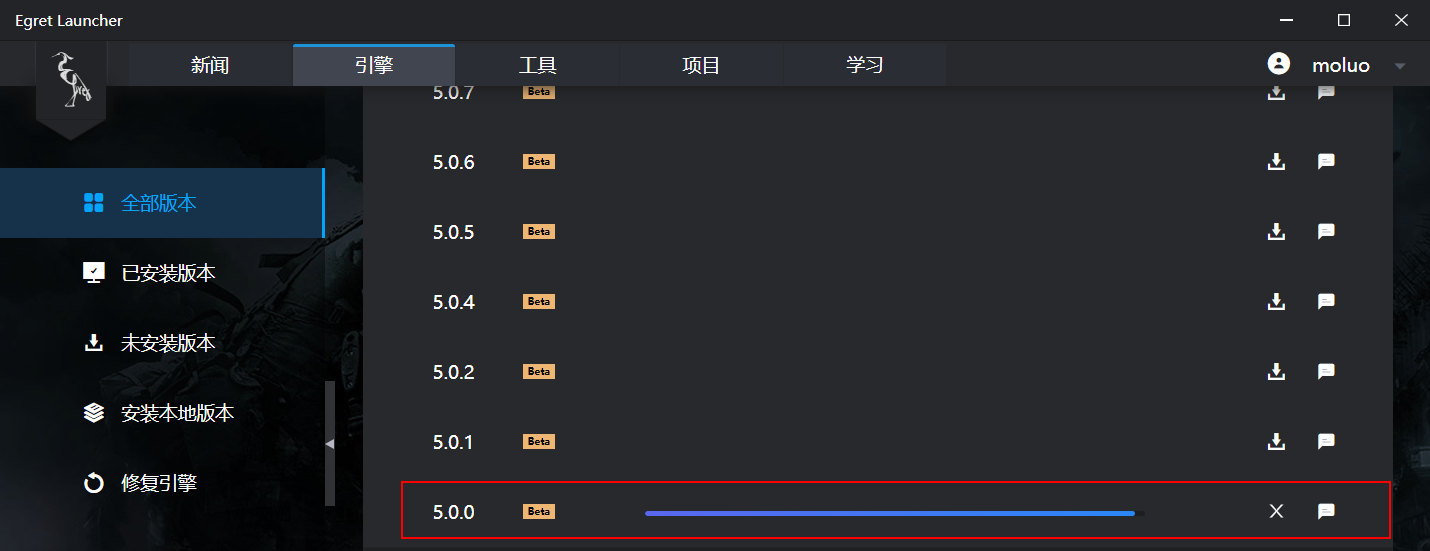 Egret Launcher
新闻 引擎 工具 项目 学习 moluo
全部版本
已安装版本
未安装版本
安装本地版本
修复引擎
5.0.7 Beta
5.0.6 Beta
5.0.5 Beta
5.0.4 Beta
5.0.2 Beta
5.0.1 Beta
5.0.0 Beta